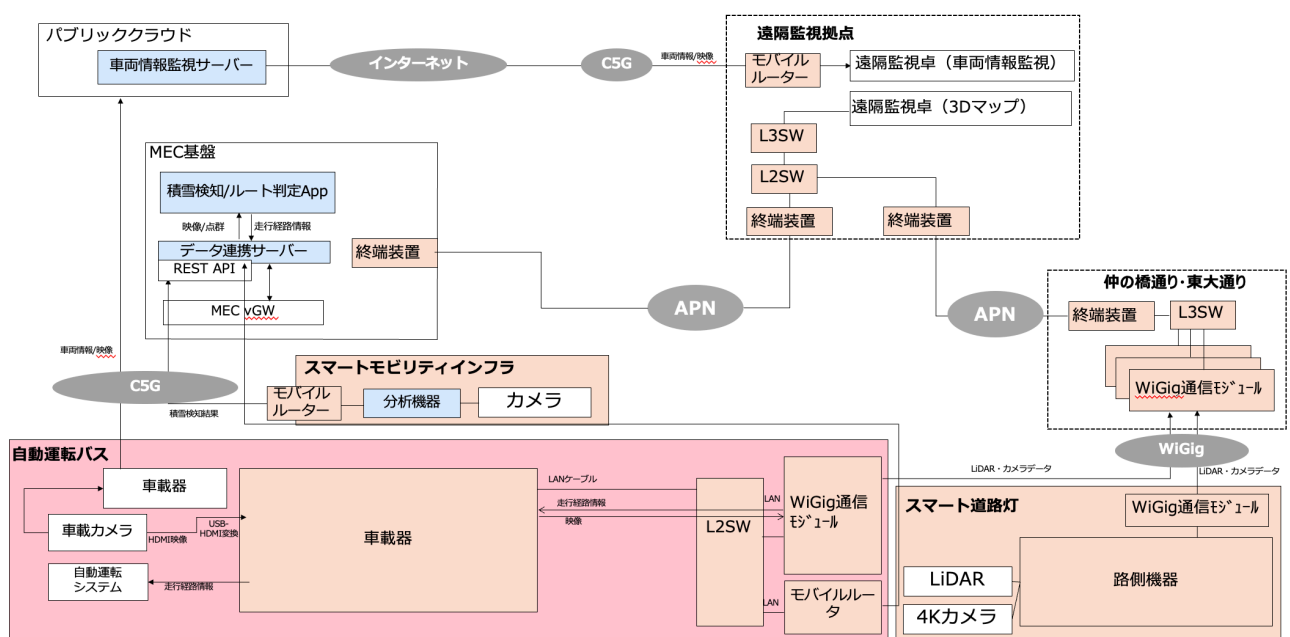 パブリッククラウド
車両情報監視サーバー
インターネット
C5G
車両情報/映像
遠隔監視拠点
モバイル
ルーター
遠隔監視卓（車両情報監視）
遠隔監視卓（3Dマップ）
L3SW
L2SW
終端装置
終端装置
MEC基盤
積雪検知/ルート判定App
映像/点群
走行経路情報
データ連携サーバー
REST API
MEC vGW
終端装置
APN
APN
仲の橋通り・東大通り
終端装置
L3SW
WiGig通信ﾓｼﾞｭｰﾙ
WiGig
車両情報/映像
C5G
積雪検知結果
スマートモビリティインフラ
モバイル
ルーター
分析機器
カメラ
自動運転バス
車載器
車載カメラ
HDMI映像
USB-
HDMI変換
自動運転
システム
走行経路情報
車載器
LANケーブル
走行経路情報
映像
L2SW
LAN
LAN
WiGig通信
ﾓｼﾞｭｰﾙ
モバイルルー
タ
LiDAR・カメラデータ
LiDAR・カメラデータ
スマート道路灯
WiGig通信ﾓｼﾞｭｰﾙ
LiDAR
4Kカメラ
路側機器